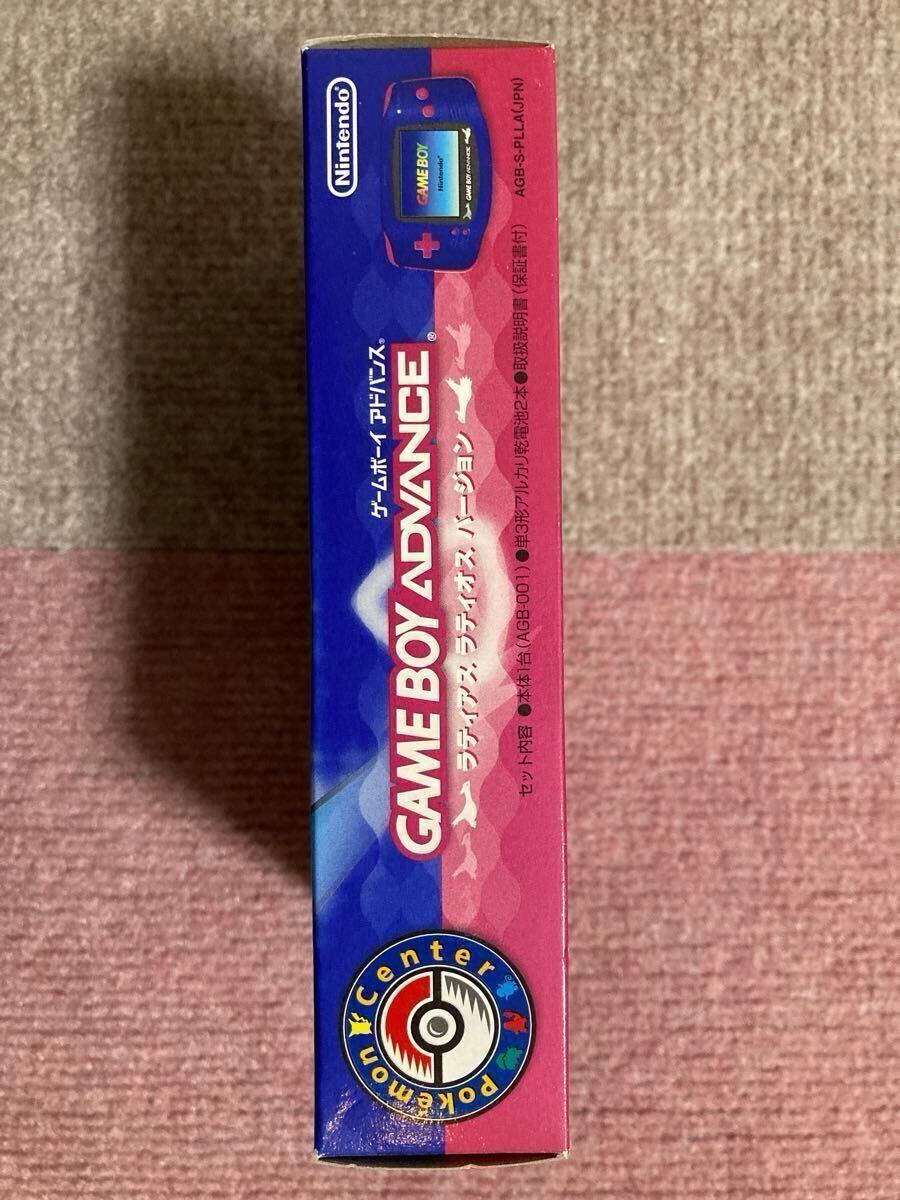 Pokémon Center
ゲームボーイ アドバンス®
GAME BOY ADVANCE®
ラティアス ラティオス バージョン
セット内容 ●本体1台(AGB-001)●単3形アルカリ乾電池2本●取扱説明書(保証書付) AGB-S-PLLA(JPN)
Nintendo®
GAME BOY
Nintendo®
GAME BOY ADVANCE